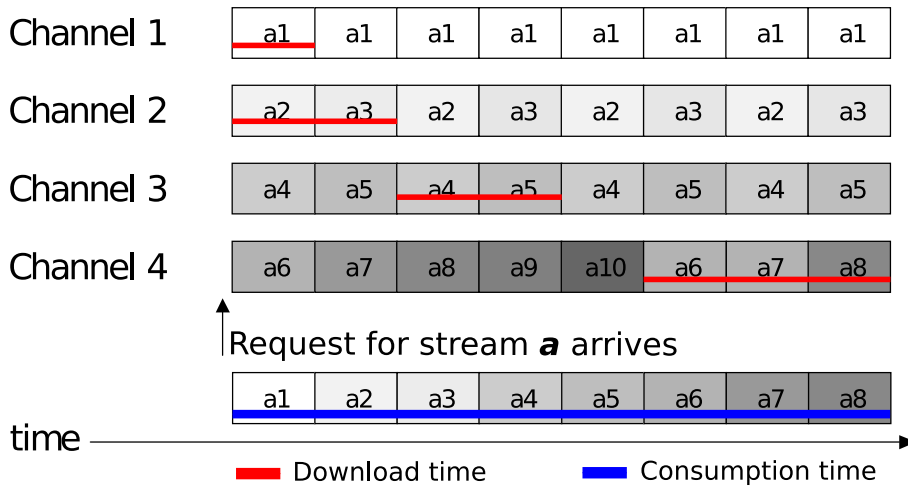 Channel 1 a1 a1 a1 a1 a1 a1 a1 a1
Channel 2 a2 a3 a2 a3 a2 a3 a2 a3
Channel 3 a4 a5 a4 a5 a4 a5 a4 a5
Channel 4 a6 a7 a8 a9 a10 a6 a7 a8
Request for stream a arrives
a1 a2 a3 a4 a5 a6 a7 a8
time
Download time Consumption time